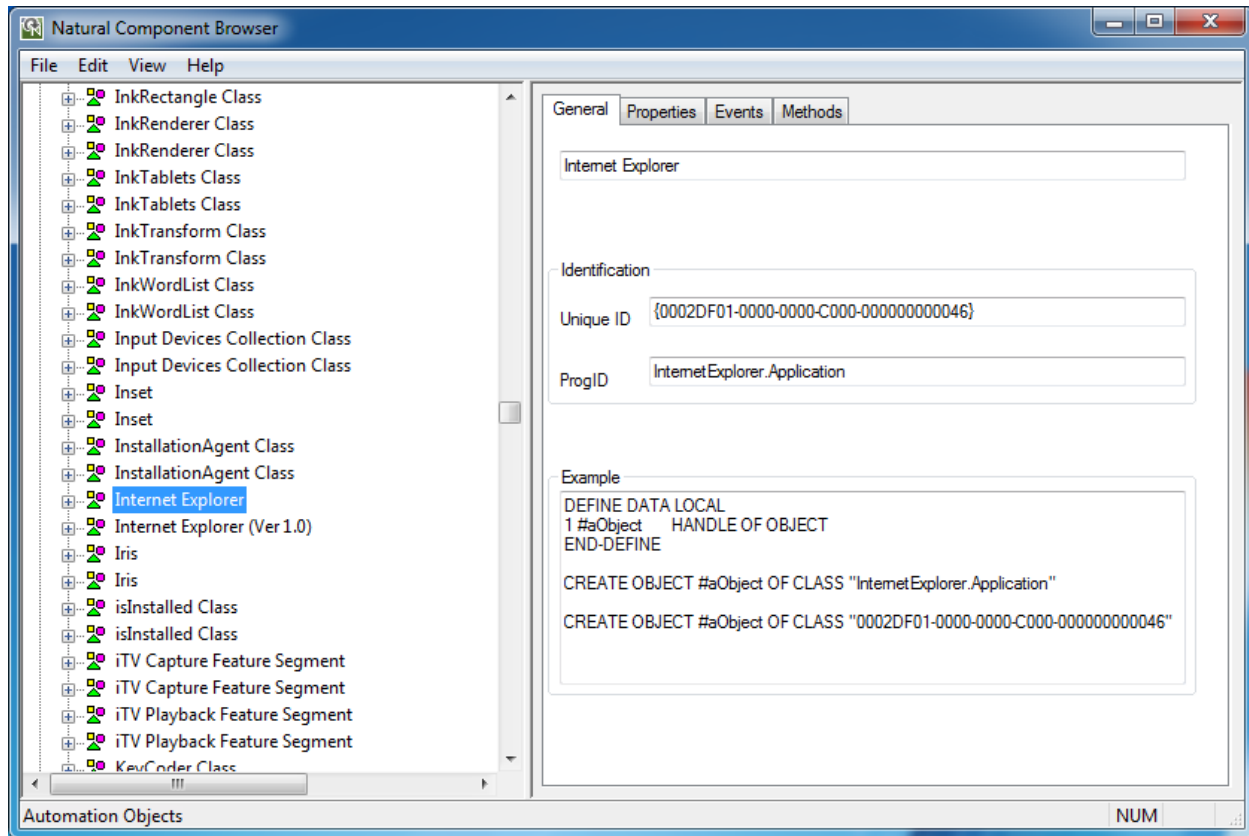 Natural Component Browser
File Edit View Help
InkRectangle Class
InkRenderer Class
InkRenderer Class
InkTablets Class
InkTablets Class
InkTransform Class
InkTransform Class
InkWordList Class
InkWordList Class
Input Devices Collection Class
Input Devices Collection Class
Inset
Inset
InstallationAgent Class
InstallationAgent Class
Internet Explorer
Internet Explorer (Ver 1.0)
Iris
Iris
isInstalled Class
isInstalled Class
iTV Capture Feature Segment
iTV Capture Feature Segment
iTV Playback Feature Segment
iTV Playback Feature Segment
KeyCoder Class
General Properties Events Methods
Internet Explorer
Identification
Unique ID {0002DF01-0000-0000-C000-000000000046}
ProgID InternetExplorer.Application
Example
DEFINE DATA LOCAL
1 #aObject HANDLE OF OBJECT
END-DEFINE
CREATE OBJECT #aObject OF CLASS "InternetExplorer.Application"
CREATE OBJECT #aObject OF CLASS "0002DF01-0000-0000-C000-000000000046"
Automation Objects NUM